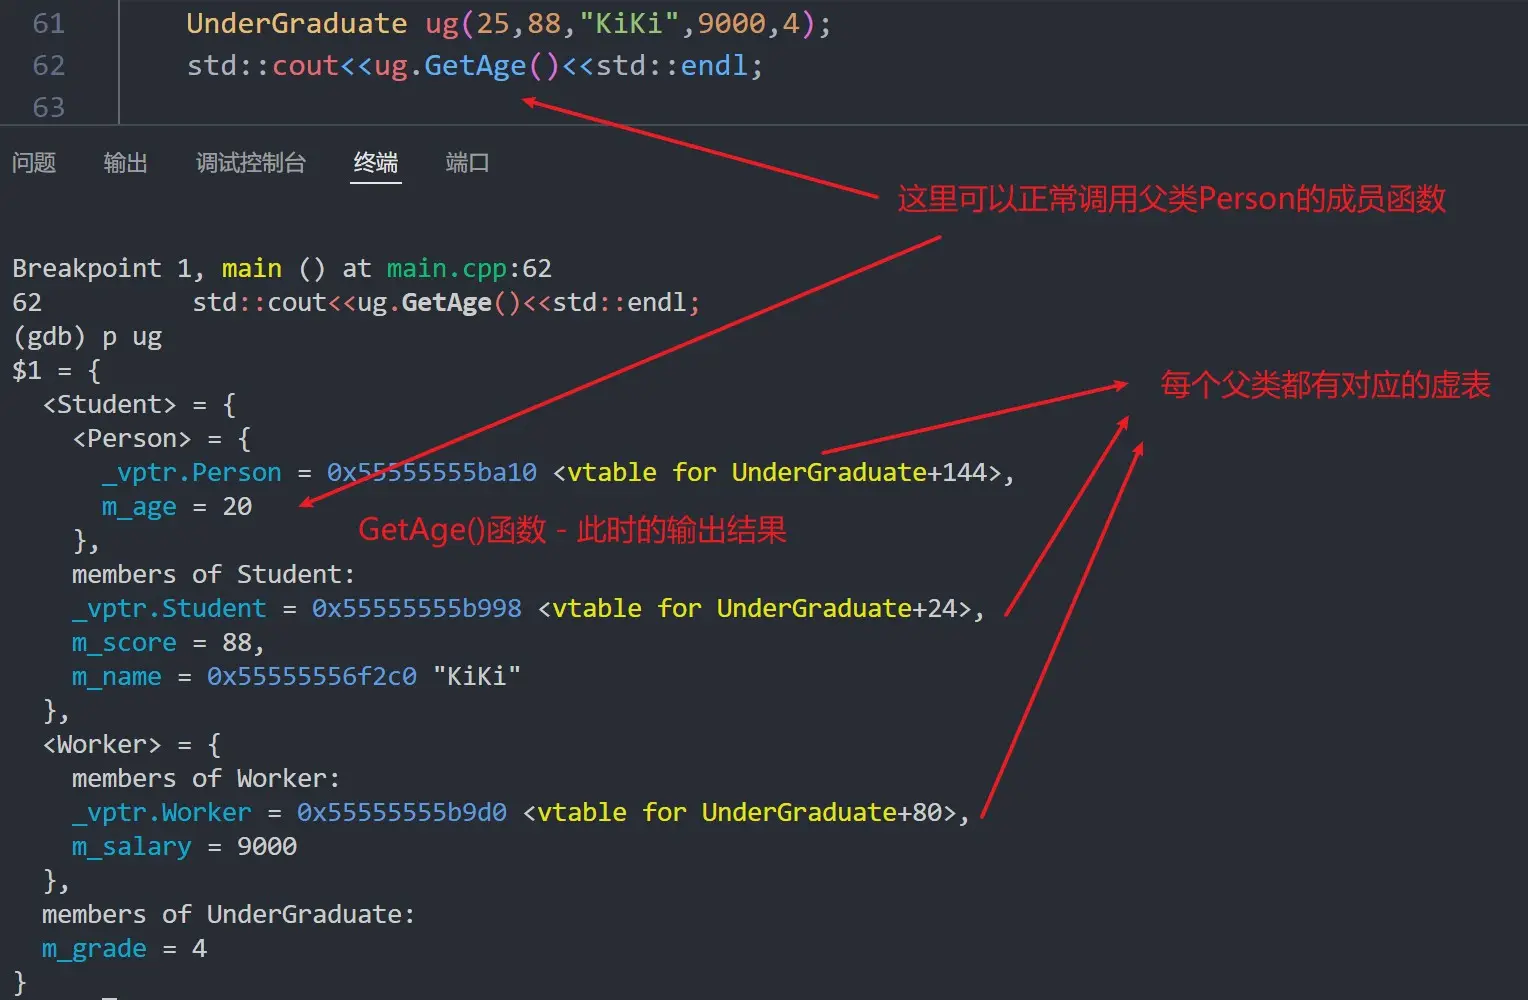 61 UnderGraduate ug(25,88,"KiKi",9000,4);
62 std::cout<<ug.GetAge()<<std::endl;
63
问题 输出 调试控制台 终端 端口
这里可以正常调用父类Person的成员函数
Breakpoint 1, main () at main.cpp:62
62 std::cout<<ug.GetAge()<<std::endl;
(gdb) p ug
$1 = {
<Student> = {
每个父类都有对应的虚表
<Person> = {
_vptr.Person = 0x55555555ba10 <vtable for UnderGraduate+144>,
m_age = 20
GetAge()函数 - 此时的输出结果
},
members of Student:
_vptr.Student = 0x55555555b998 <vtable for UnderGraduate+24>,
m_score = 88,
m_name = 0x55555556f2c0 "KiKi"
},
<Worker> = {
members of Worker:
_vptr.Worker = 0x55555555b9d0 <vtable for UnderGraduate+80>,
m_salary = 9000
},
members of UnderGraduate:
m_grade = 4
}